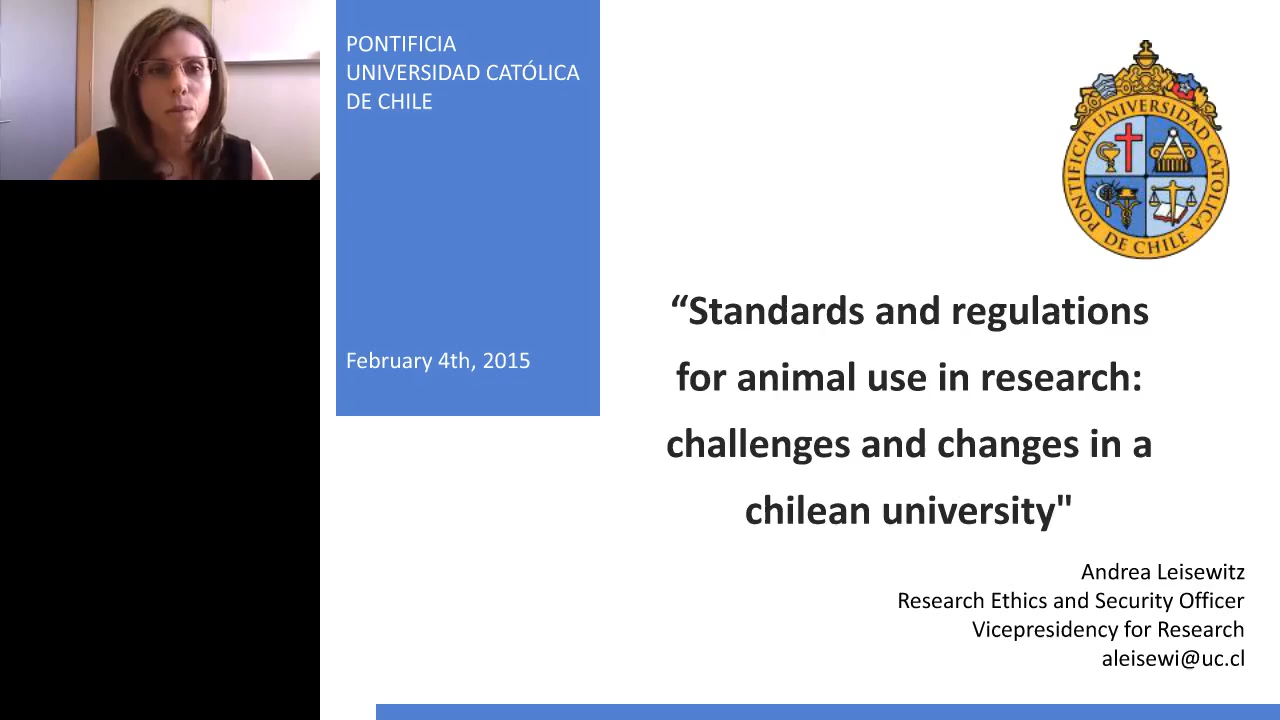 PONTIFICIA
UNIVERSIDAD CATÓLICA
DE CHILE
February 4th, 2015
PONTIFICIA UNIVERSIDAD CATOLICA
DE CHILE
“Standards and regulations
for animal use in research:
challenges and changes in a
chilean university"
Andrea Leisewitz
Research Ethics and Security Officer
Vicepresidency for Research
aleisewi@uc.cl